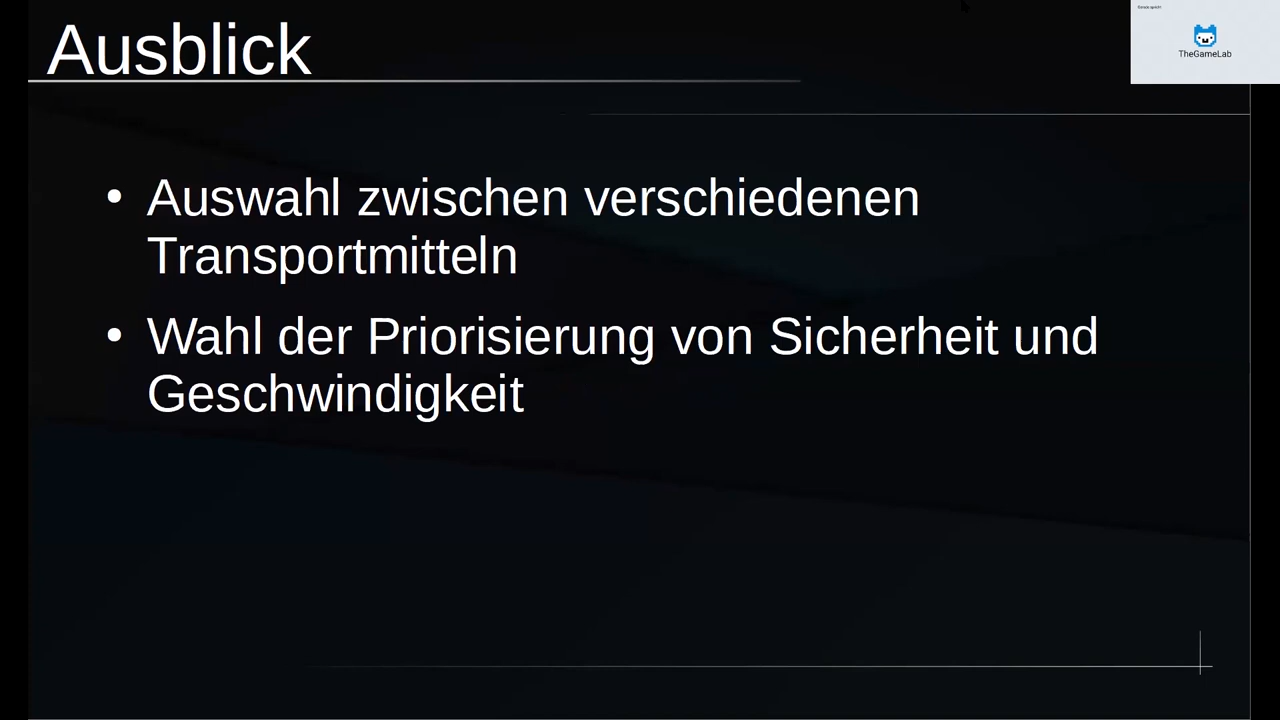 Ausblick
TheGameLab
Auswahl zwischen verschiedenen
Transportmitteln
Wahl der Priorisierung von Sicherheit und
Geschwindigkeit